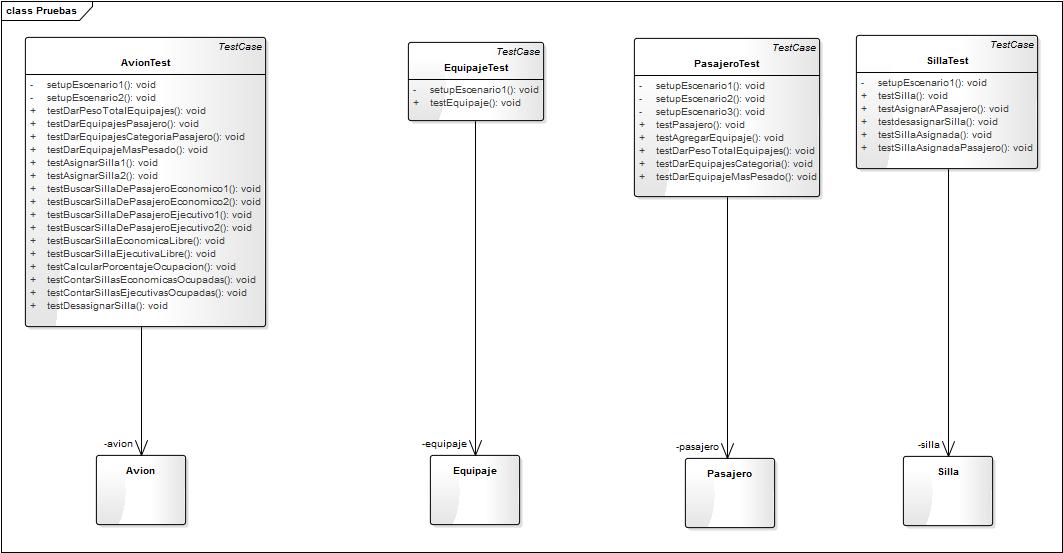 class Pruebas
TestCase
AvionTest
- setupEscenario1(): void
- setupEscenario2(): void
+ testDarPesoTotalEquipajes(): void
+ testDarEquipajesPasajero(): void
+ testDarEquipajesCategoriaPasajero(): void
+ testDarEquipajeMasPesado(): void
+ testAsignarSilla1(): void
+ testAsignarSilla2(): void
+ testBuscarSillaDePasajeroEconomico1(): void
+ testBuscarSillaDePasajeroEconomico2(): void
+ testBuscarSillaDePasajeroEjecutivo1(): void
+ testBuscarSillaDePasajeroEjecutivo2(): void
+ testBuscarSillaEconomicaLibre(): void
+ testBuscarSillaEjecutivaLibre(): void
+ testCalcularPorcentajeOcupacion(): void
+ testContarSillasEconomicasOcupadas(): void
+ testContarSillasEjecutivasOcupadas(): void
+ testDesasignarSilla(): void
TestCase
EquipajeTest
- setupEscenario1(): void
+ testEquipaje(): void
TestCase
PasajeroTest
- setupEscenario1(): void
- setupEscenario2(): void
- setupEscenario3(): void
+ testPasajero(): void
+ testAgregarEquipaje(): void
+ testDarPesoTotalEquipajes(): void
+ testDarEquipajesCategoria(): void
+ testDarEquipajeMasPesado(): void
TestCase
SillaTest
- setupEscenario1(): void
+ testSilla(): void
+ testAsignarAPasajero(): void
+ testdesasignarSilla(): void
+ testSillaAsignada(): void
+ testSillaAsignadaPasajero(): void
-avion
Avion
-equipaje
Equipaje
-pasajero
Pasajero
-silla
Silla